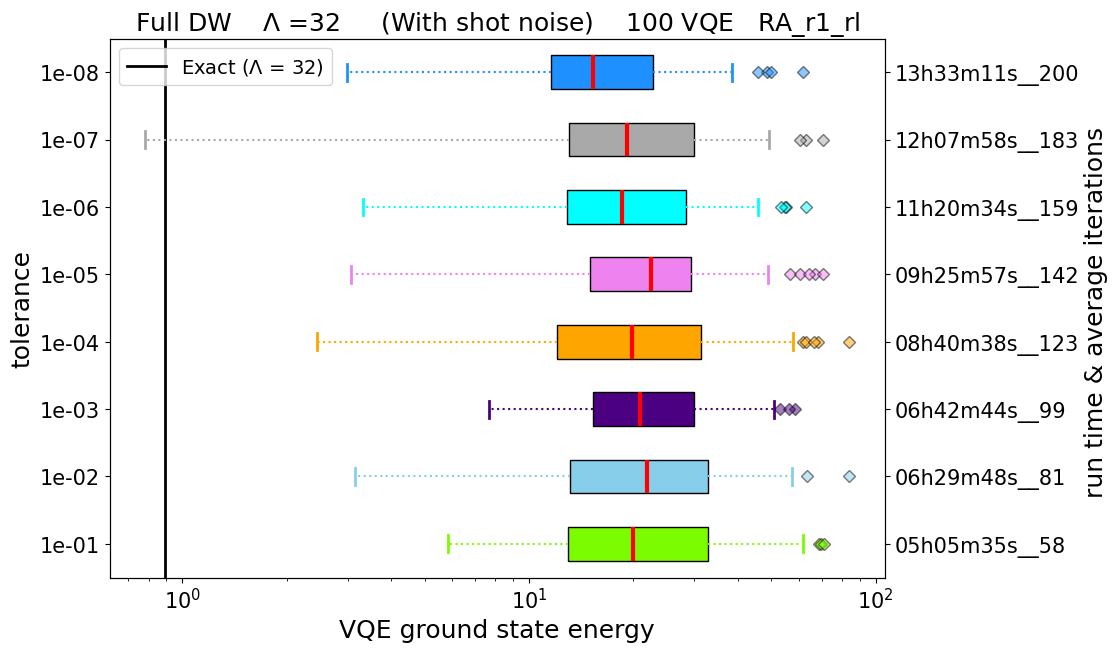 Full DW Λ =32 (With shot noise) 100 VQE RA_r1_rl
Exact (Λ = 32)
tolerance
1e-08
1e-07
1e-06
1e-05
1e-04
1e-03
1e-02
1e-01
13h33m11s__200
12h07m58s__183
11h20m34s__159
09h25m57s__142
08h40m38s__123
06h42m44s__99
06h29m48s__81
05h05m35s__58
run time & average iterations
10⁰ 10¹ 10²
VQE ground state energy